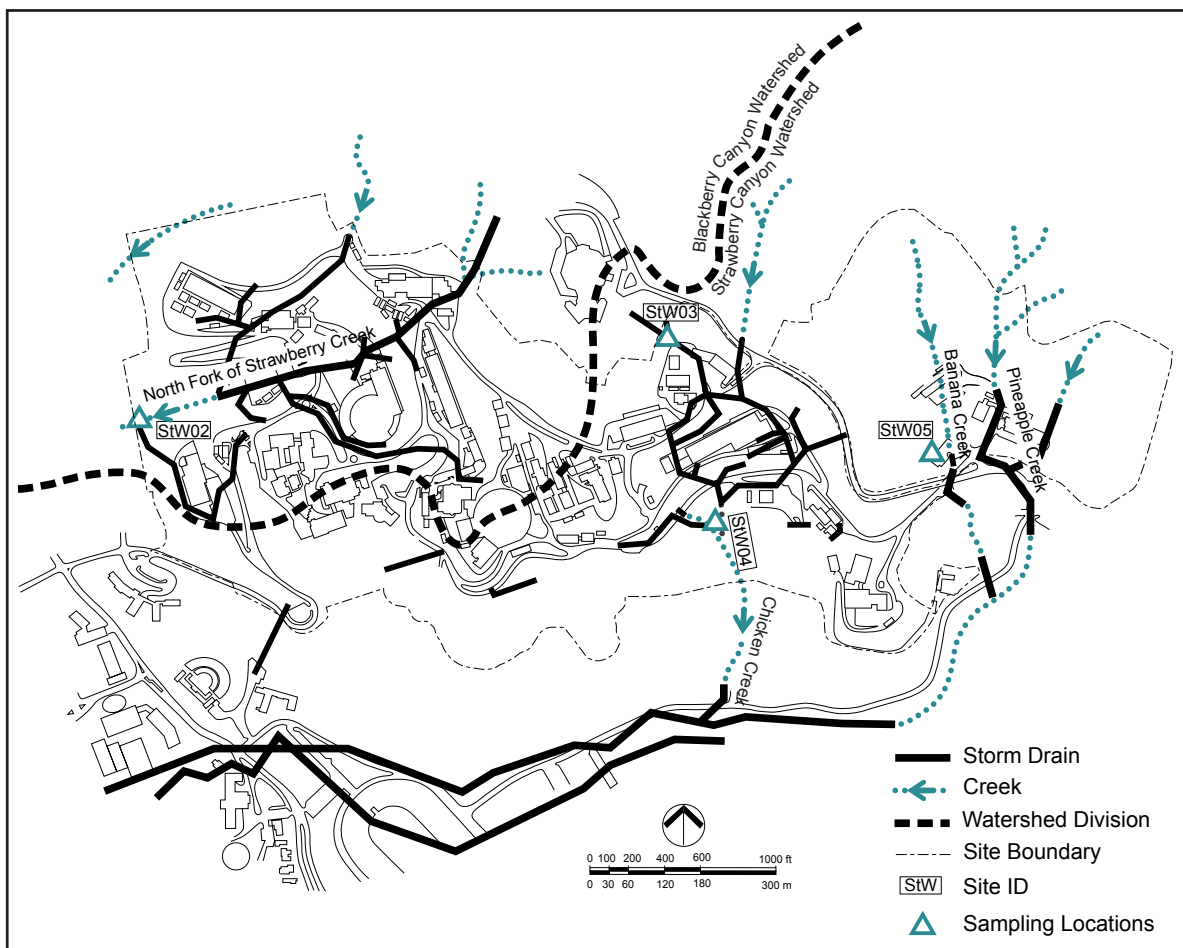 Blackberry Canyon Watershed
Strawberry Canyon Watershed
StW03
North Fork of Strawberry Creek
StW02
Banana Creek
Pineapple Creek
StW05
StW04
Chicken Creek
Storm Drain
Creek
Watershed Division
Site Boundary
StW Site ID
Sampling Locations
0 100 200 400 600 1000 ft
0 30 60 120 180 300 m